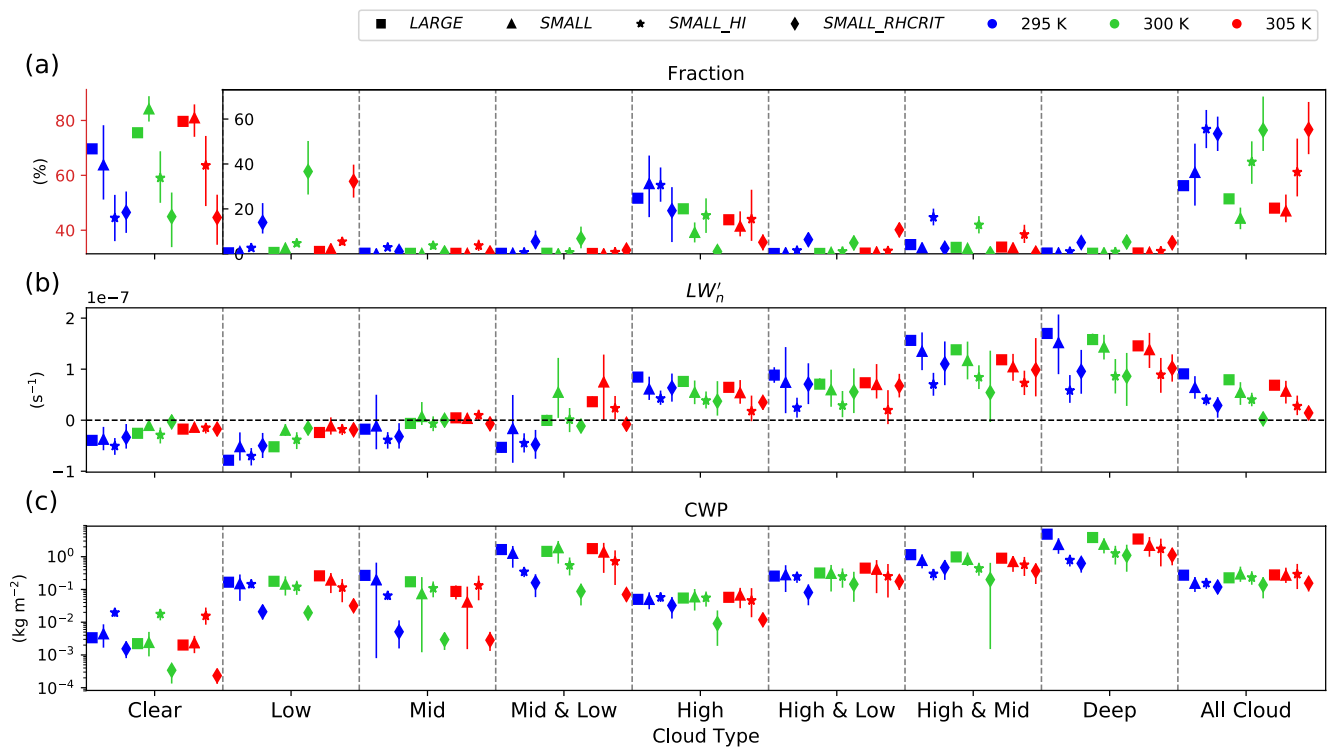 LARGE SMALL SMALL_HI SMALL_RHCRIT 295 K 300 K 305 K
(a)
Fraction
(%)
80
60
40
60
40
20
0
(b)
LW′n
1e−7
(s−1)
2
1
0
−1
(c)
CWP
(kg m−2)
10^0
10^−1
10^−2
10^−3
10^−4
Clear Low Mid Mid & Low High High & Low High & Mid Deep All Cloud
Cloud Type